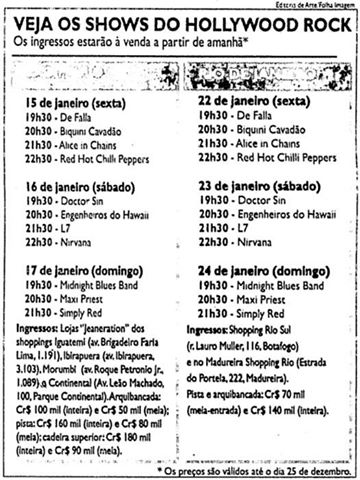 Editoria de Arte/Folha Imagem
VEJA OS SHOWS DO HOLLYWOOD ROCK
Os ingressos estarão à venda a partir de amanhã*
RIO DE JANEIRO
15 de janeiro (sexta)
19h30 - De Falla
20h30 - Biquini Cavadão
21h30 - Alice in Chains
22h30 - Red Hot Chilli Peppers
16 de janeiro (sábado)
19h30 - Doctor Sin
20h30 - Engenheiros do Hawaii
21h30 - L7
22h30 - Nirvana
17 de janeiro (domingo)
19h30 - Midnight Blues Band
20h30 - Maxi Priest
21h30 - Simply Red
Ingressos: Lojas "Jeaneration" dos
shoppings Iguatemi (av. Brigadeiro Faria
Lima, 1.191), Ibirapuera (av. Ibirapuera,
3.103), Morumbi (av. Roque Petronio Jr.,
1.089) e Continental (Av. Leão Machado,
100, Parque Continental). Arquibancada:
Cr$ 100 mil (inteira) e Cr$ 50 mil (meia);
pista: Cr$ 160 mil (inteira) e Cr$ 80 mil
(meia); cadeira superior: Cr$ 180 mil
(inteira) e Cr$ 90 mil (meia).
22 de janeiro (sexta)
19h30 - De Falla
20h30 - Biquini Cavadão
21h30 - Alice in Chains
22h30 - Red Hot Chilli Peppers
23 de janeiro (sábado)
19h30 - Doctor Sin
20h30 - Engenheiros do Hawaii
21h30 - L7
22h30 - Nirvana
24 de janeiro (domingo)
19h30 - Midnight Blues Band
20h30 - Maxi Priest
21h30 - Simply Red
Ingressos: Shopping Rio Sul
(r. Lauro Muller, 116, Botafogo)
e no Madureira Shopping Rio (Estrada
do Portela, 222, Madureira).
Pista e arquibancada: Cr$ 70 mil
(meia-entrada) e Cr$ 140 mil (inteira).
* Os preços são válidos até o dia 25 de dezembro.